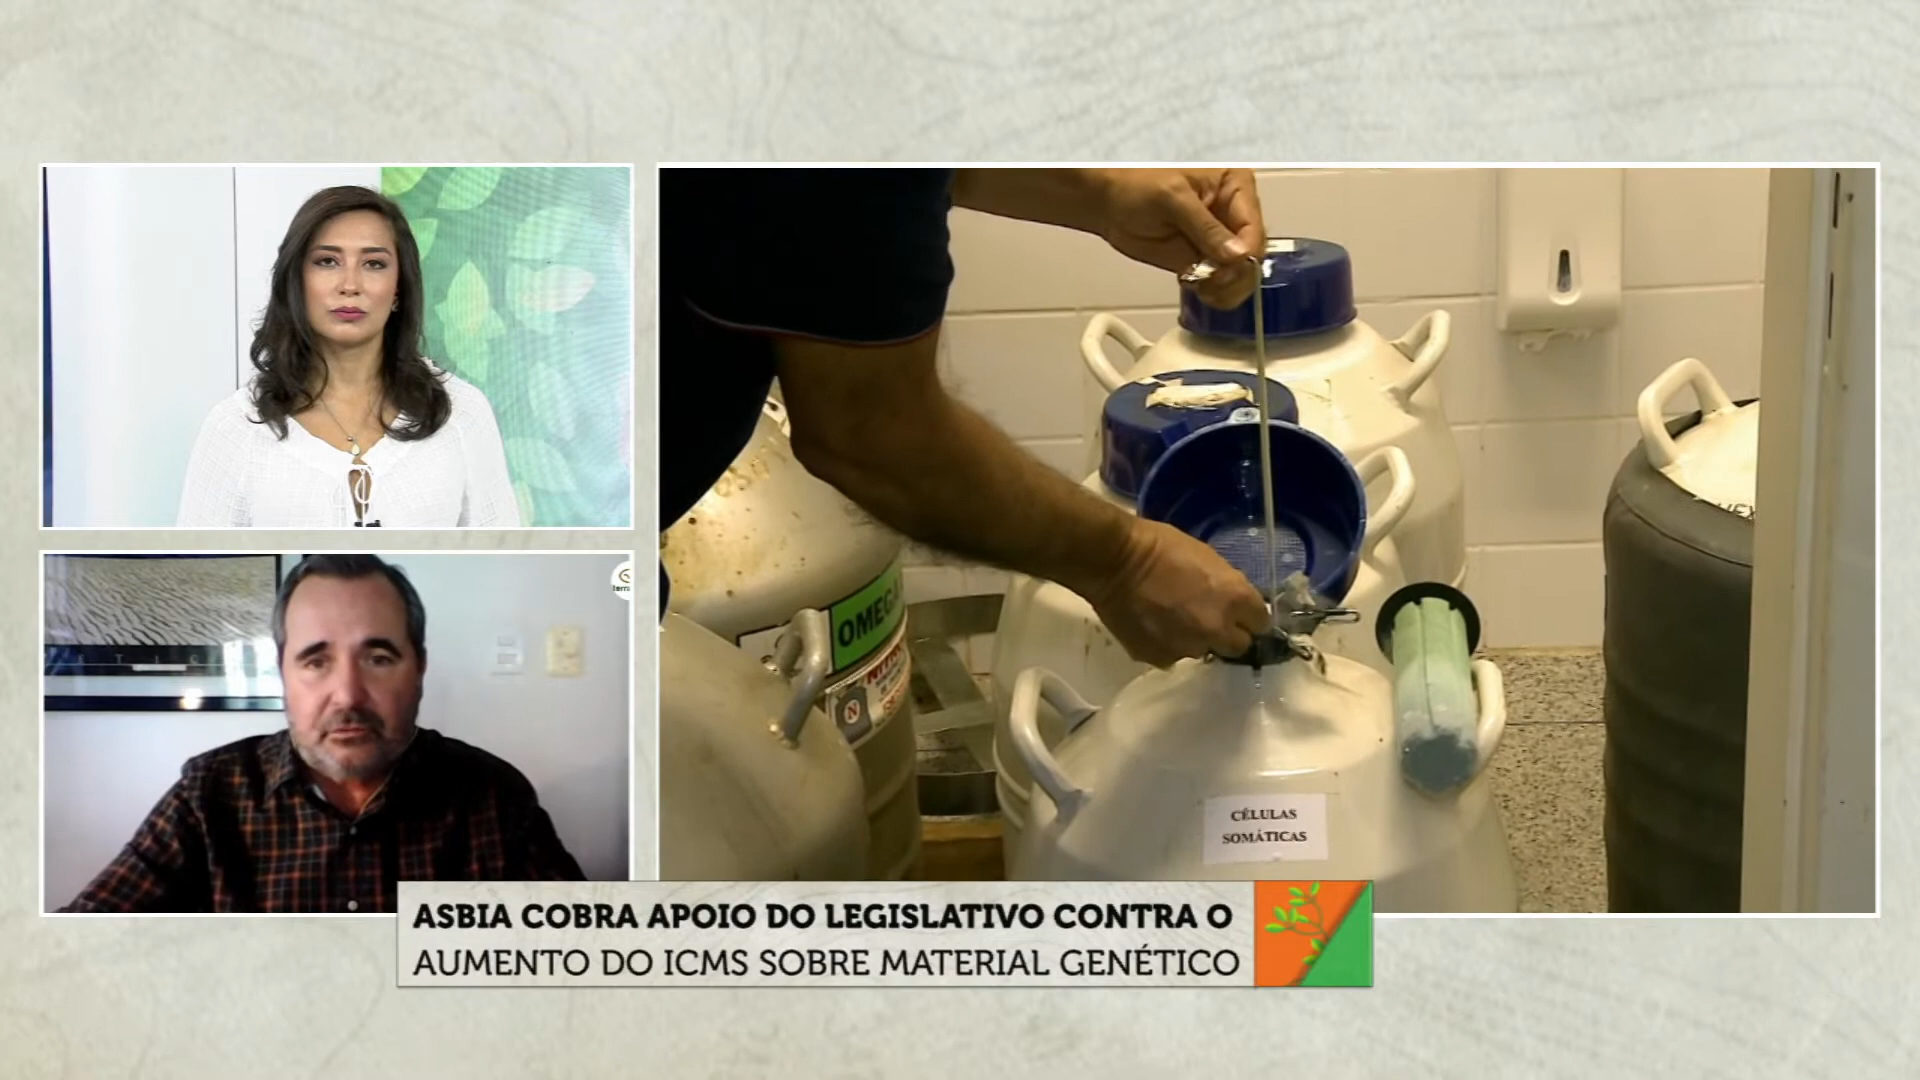 OMEGA
CÉLULAS
SOMÁTICAS
ASBIA COBRA APOIO DO LEGISLATIVO CONTRA O
AUMENTO DO ICMS SOBRE MATERIAL GENÉTICO